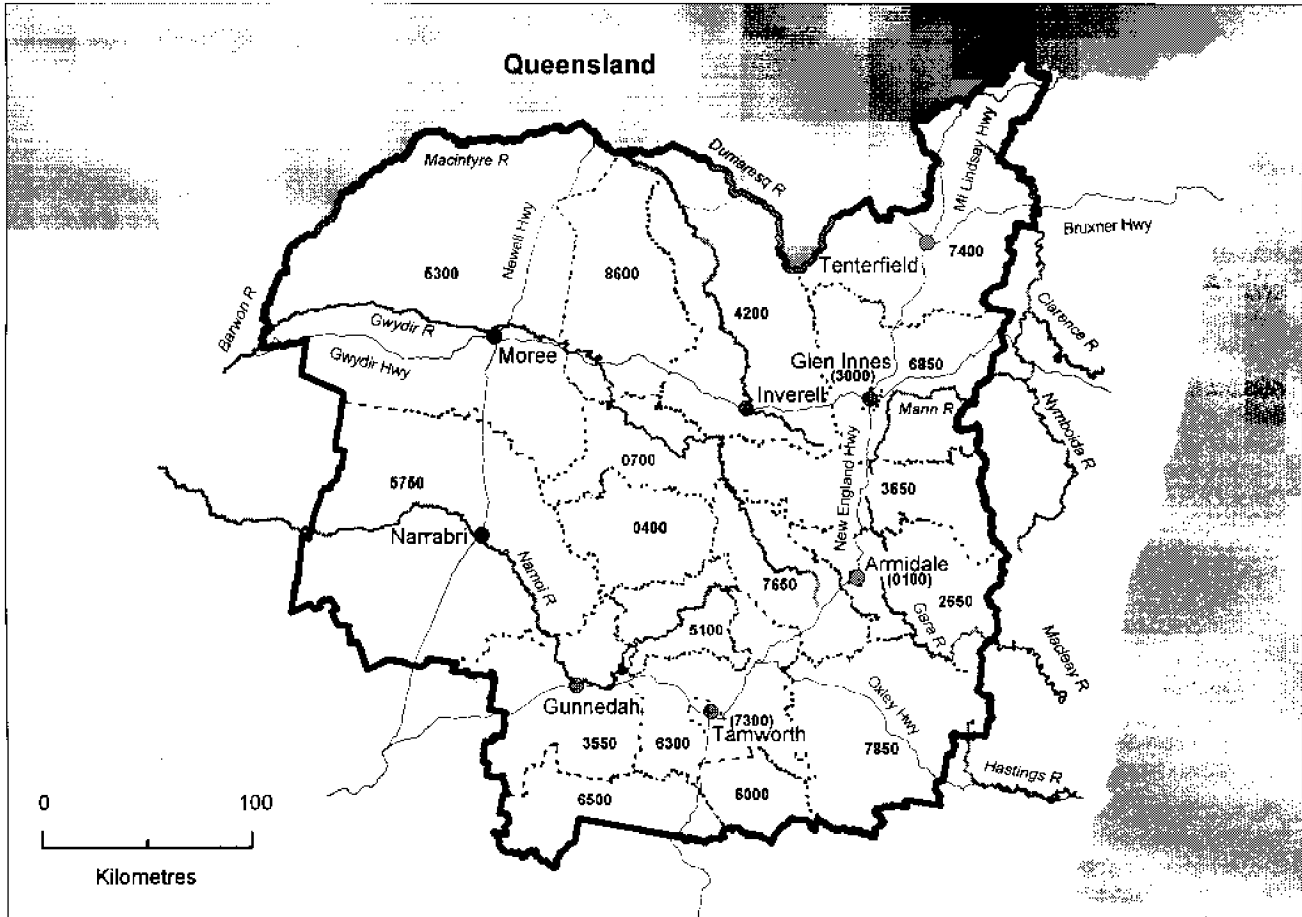 Queensland
Macintyre R
Dumaresq R
Mt Lindsay Hwy
Newell Hwy
Bruxner Hwy
Tenterfield
7400
5300
8600
4200
Barwon R
Gwydir R
Clarence R
Moree
Gwydir Hwy
Glen Innes
(3000)
6850
Inverell
Mann R
Nymboida R
0700
New England Hwy
5750
3650
0400
Narrabri
Namoi R
Armidale
(0100)
7650
2550
Gara R
5100
Macleay R
Gunnedah
Oxley Hwy
(7300)
Tamworth
3550
6300
7850
Hastings R
6500
6000
0
100
Kilometres